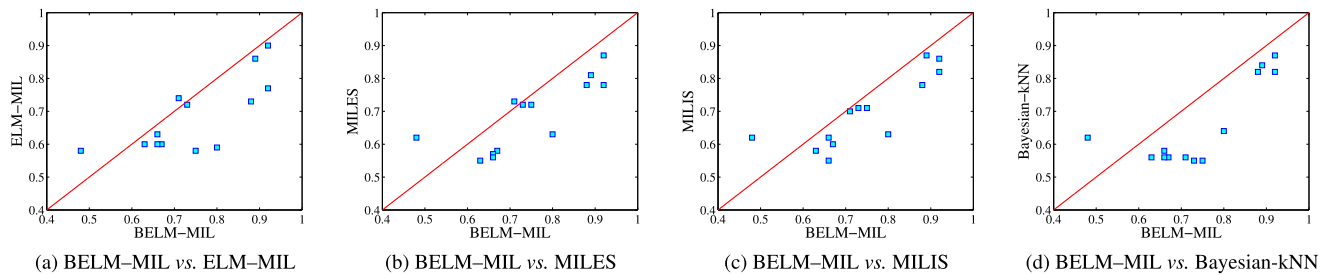 1
0.9
0.8
0.7
0.6
0.5
0.4
ELM–MIL
0.4 0.5 0.6 0.7 0.8 0.9 1
BELM–MIL
(a) BELM–MIL vs. ELM–MIL
1
0.9
0.8
0.7
0.6
0.5
0.4
MILES
0.4 0.5 0.6 0.7 0.8 0.9 1
BELM–MIL
(b) BELM–MIL vs. MILES
1
0.9
0.8
0.7
0.6
0.5
0.4
MILIS
0.4 0.5 0.6 0.7 0.8 0.9 1
BELM–MIL
(c) BELM–MIL vs. MILIS
1
0.9
0.8
0.7
0.6
0.5
0.4
Bayesian–kNN
0.4 0.5 0.6 0.7 0.8 0.9 1
BELM–MIL
(d) BELM–MIL vs. Bayesian-kNN